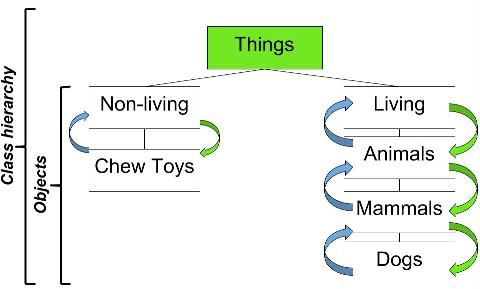 Things
Class hierarchy
Objects
Non-living
Living
Chew Toys
Animals
Mammals
Dogs